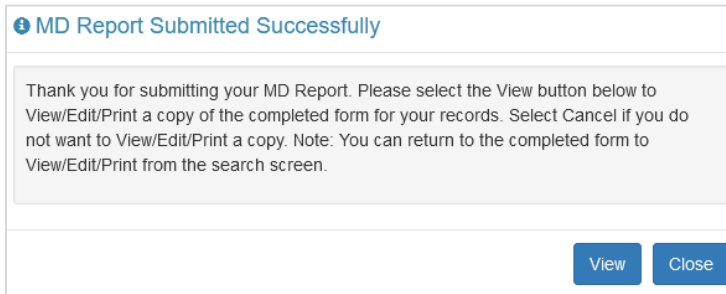 MD Report Submitted Successfully
Thank you for submitting your MD Report. Please select the View button below to
View/Edit/Print a copy of the completed form for your records. Select Cancel if you do
not want to View/Edit/Print a copy. Note: You can return to the completed form to
View/Edit/Print from the search screen.
View Close